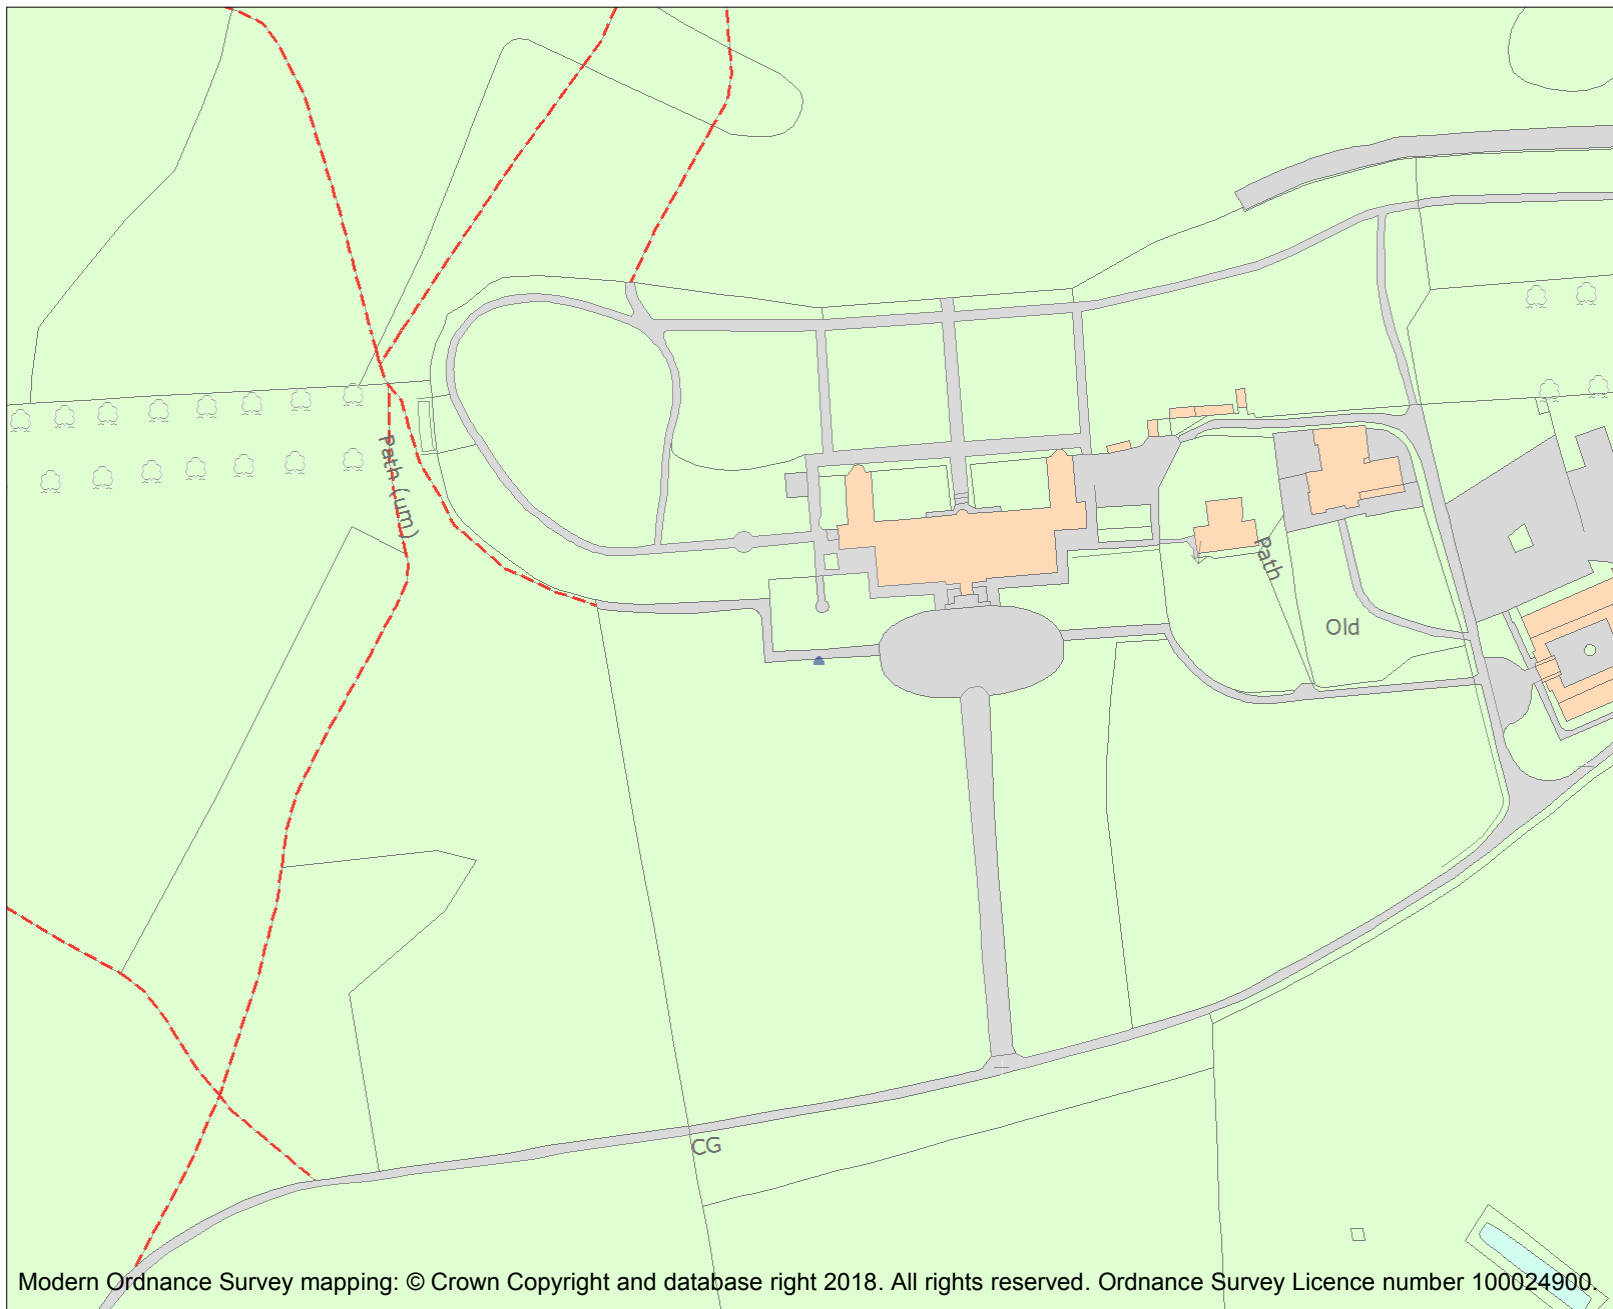 Path (um)
Path
Old
CG
Modern Ordnance Survey mapping: © Crown Copyright and database right 2018. All rights reserved. Ordnance Survey Licence number 100024900.